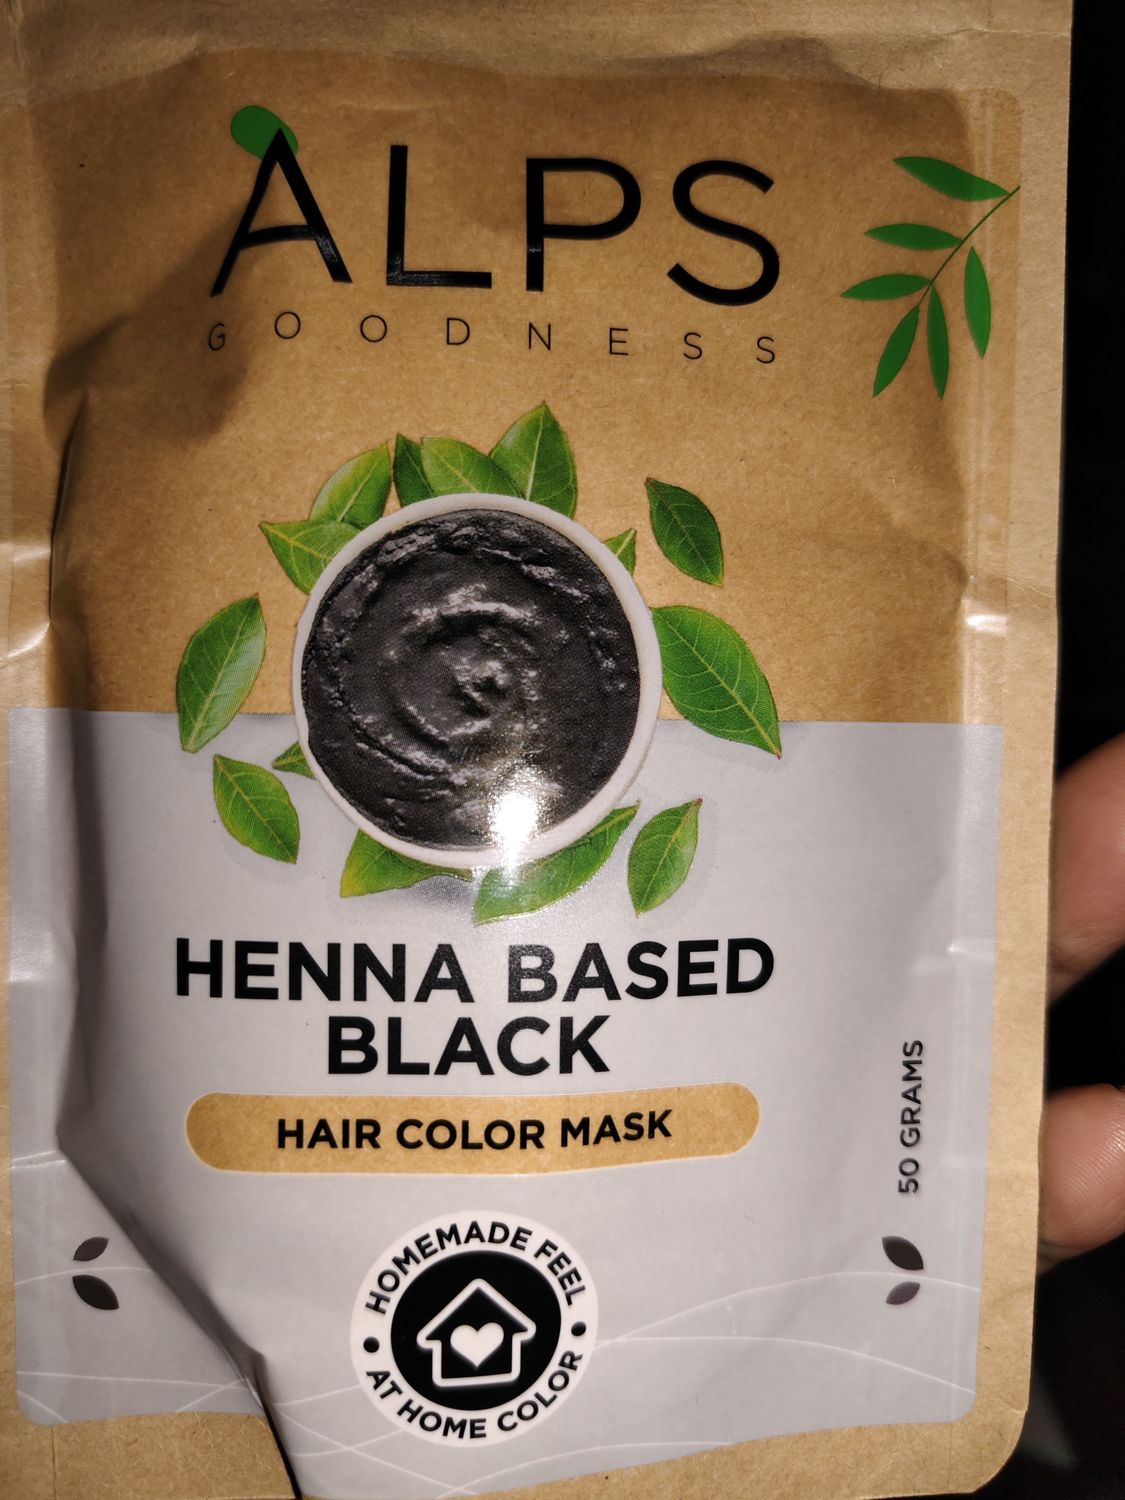 ALPS
GOODNESS
HENNA BASED
BLACK
HAIR COLOR MASK
50 GRAMS
HOMEMADE FEEL
• AT HOME COLOR •